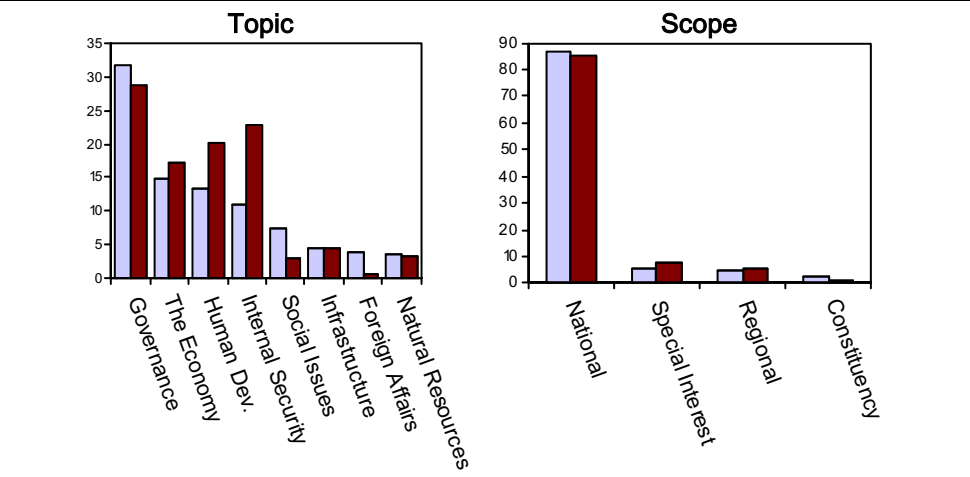 Topic
35
30
25
20
15
10
5
0
Governance
The Economy
Human Dev.
Internal Security
Social Issues
Infrastructure
Foreign Affairs
Natural Resources
Scope
90
80
70
60
50
40
30
20
10
0
National
Special Interest
Regional
Constituency